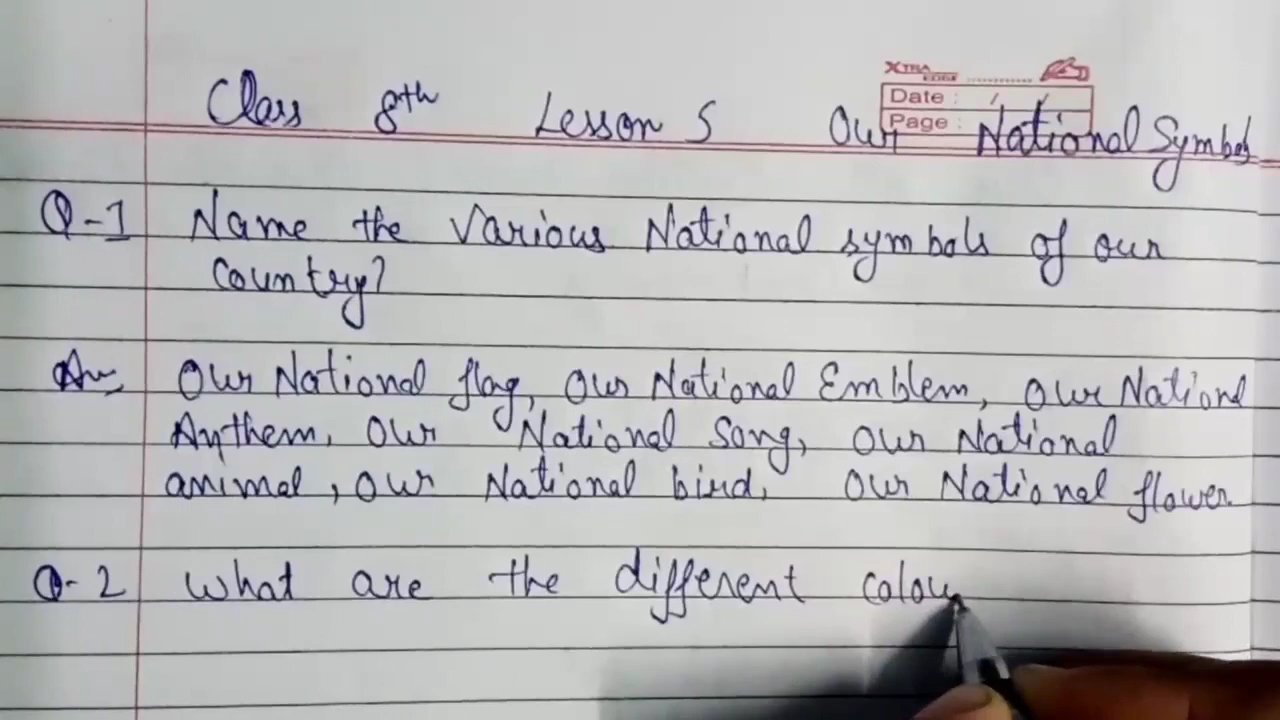 XTRA EDGE ............
Date : / /
Page :
Class 8th Lesson 5 Our National Symbols
Q-1 Name the various National symbols of our
country?
Ans Our National flag, Our National Emblem, Our National
Anthem, Our National Song, Our National
animal, Our National bird, Our National flower
Q-2 What are the different colou